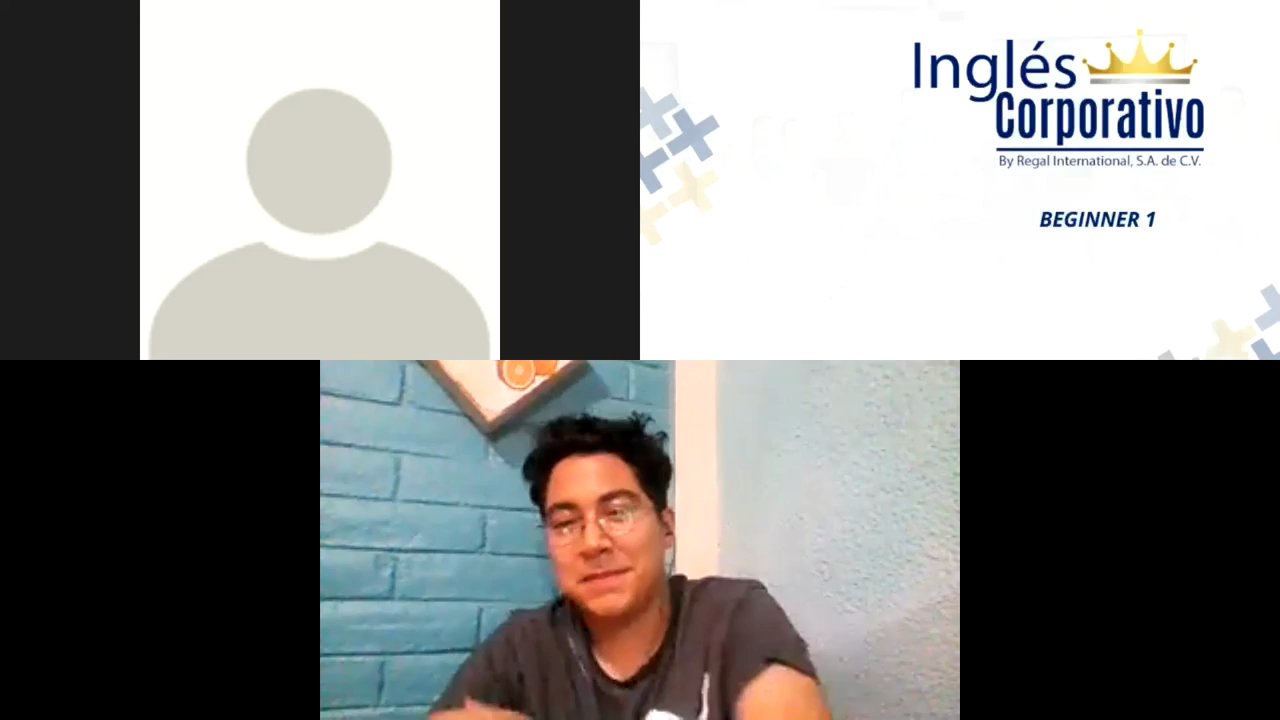 Inglés
Corporativo
By Regal International, S.A. de C.V.
BEGINNER 1